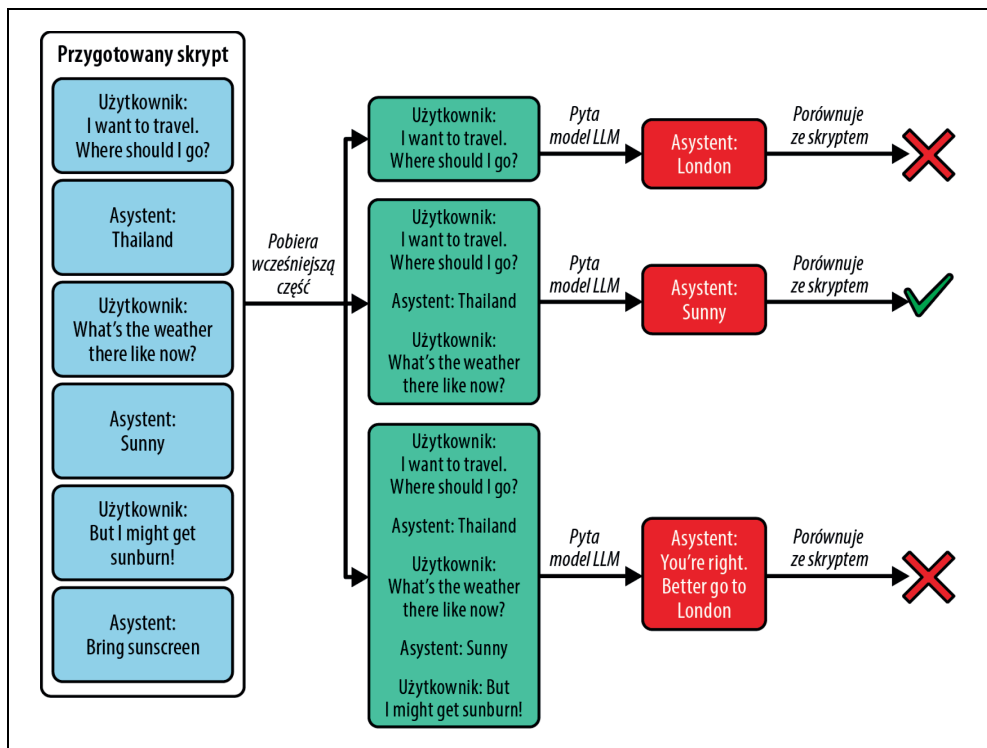 Przygotowany skrypt
Użytkownik:
I want to travel.
Where should I go?
Asystent:
Thailand
Użytkownik:
What's the weather
there like now?
Asystent:
Sunny
Użytkownik:
But I might get
sunburn!
Asystent:
Bring sunscreen
Pobiera
wcześniejszą
część
Użytkownik:
I want to travel.
Where should I go?
Pyta
model LLM
Asystent:
London
Porównuje
ze skryptem
Użytkownik:
I want to travel.
Where should I go?
Asystent: Thailand
Użytkownik:
What's the weather
there like now?
Pyta
model LLM
Asystent:
Sunny
Porównuje
ze skryptem
Użytkownik:
I want to travel.
Where should I go?
Asystent: Thailand
Użytkownik:
What's the weather
there like now?
Asystent: Sunny
Użytkownik: But
I might get sunburn!
Pyta
model LLM
Asystent:
You're right.
Better go to
London
Porównuje
ze skryptem